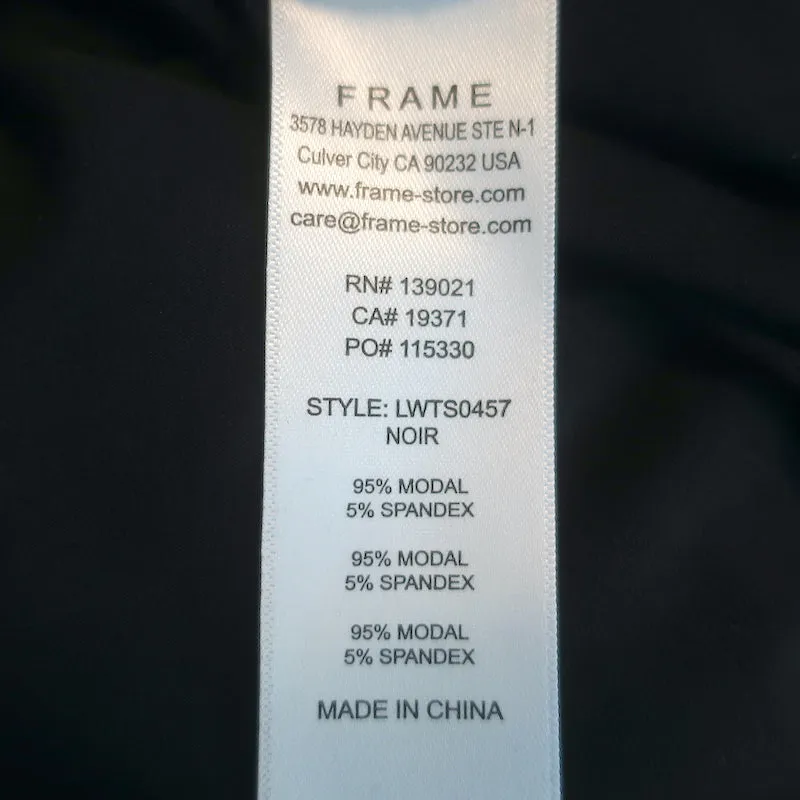 FRAME
3578 HAYDEN AVENUE STE N-1
Culver City CA 90232 USA
www.frame-store.com
care@frame-store.com
RN# 139021
CA# 19371
PO# 115330
STYLE: LWTS0457
NOIR
95% MODAL
5% SPANDEX
95% MODAL
5% SPANDEX
95% MODAL
5% SPANDEX
MADE IN CHINA